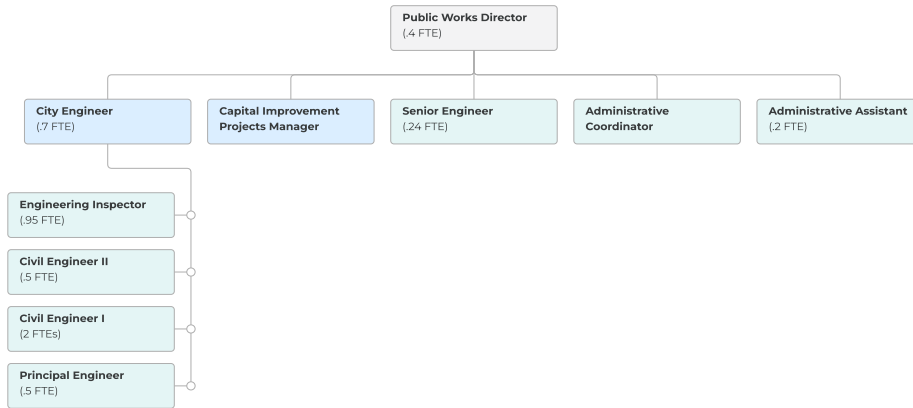 Public Works Director
(.4 FTE)
City Engineer
(.7 FTE)
Capital Improvement
Projects Manager
Senior Engineer
(.24 FTE)
Administrative
Coordinator
Administrative Assistant
(.2 FTE)
Engineering Inspector
(.95 FTE)
Civil Engineer II
(.5 FTE)
Civil Engineer I
(2 FTEs)
Principal Engineer
(.5 FTE)